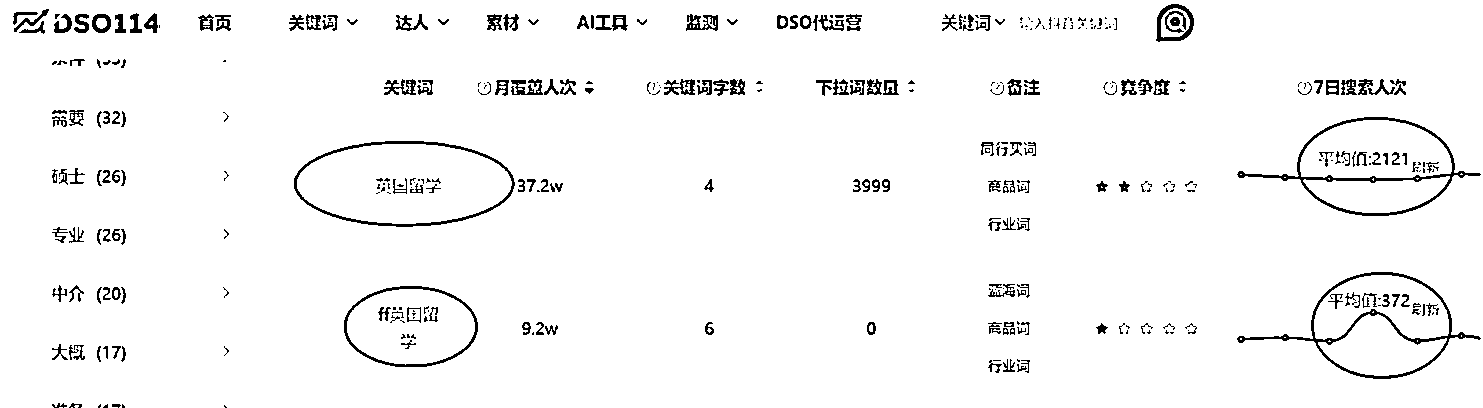 DSO114 首页 关键词 达人 素材 AI工具 监测 DSO代运营 关键词 输入抖音关键词
条件 (33)
关键词 月覆盖人次 关键词字数 下拉词数量 备注 竞争度 7日搜索人次
需要 (32)
同行买词
平均值:2121 刷新
硕士 (26)
英国留学 37.2w 4 3999 商品词
行业词
专业 (26)
中介 (20)
蓝海词
平均值:372 刷新
ff英国留
学
9.2w 6 0 商品词
大概 (17)
行业词
准备 (17)